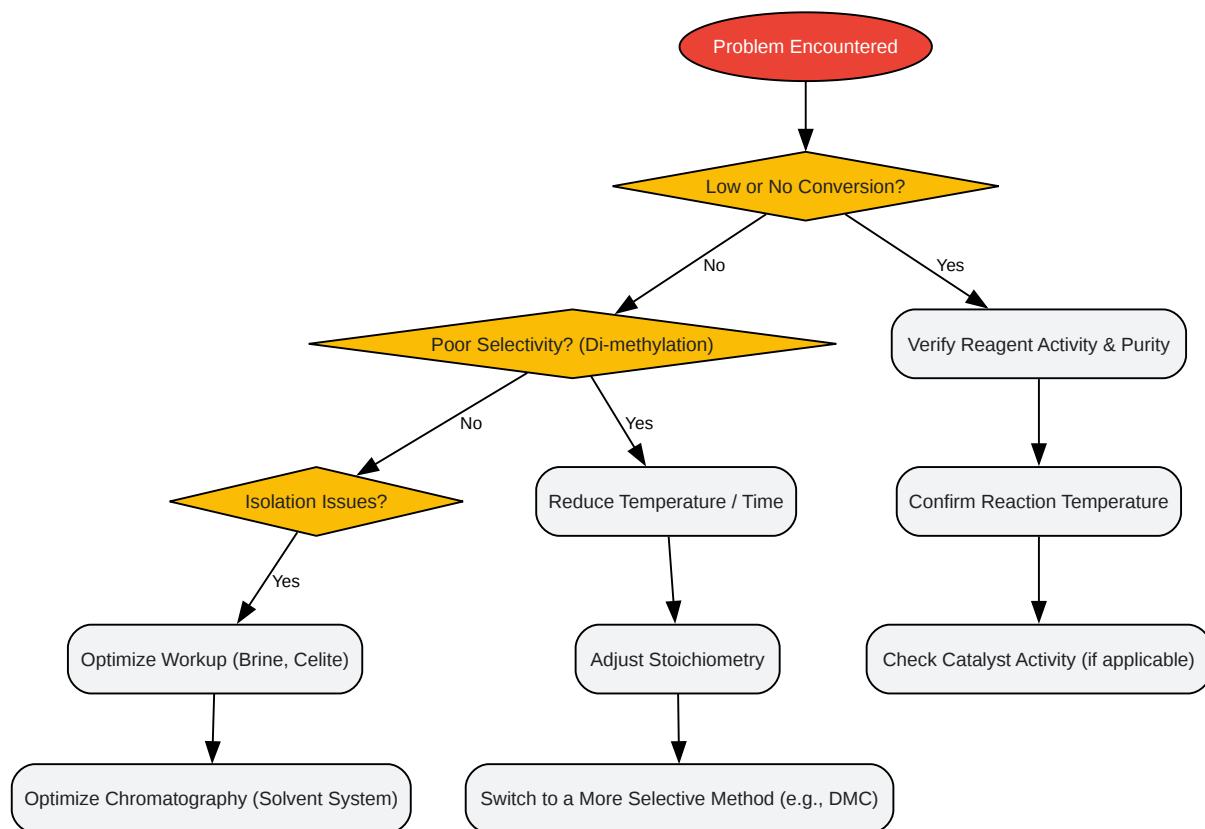 Problem Encountered
Low or No Conversion?
No
Yes
Poor Selectivity? (Di-methylation)
Verify Reagent Activity & Purity
No
Yes
Isolation Issues?
Reduce Temperature / Time
Confirm Reaction Temperature
Yes
Optimize Workup (Brine, Celite)
Adjust Stoichiometry
Check Catalyst Activity (if applicable)
Optimize Chromatography (Solvent System)
Switch to a More Selective Method (e.g., DMC)